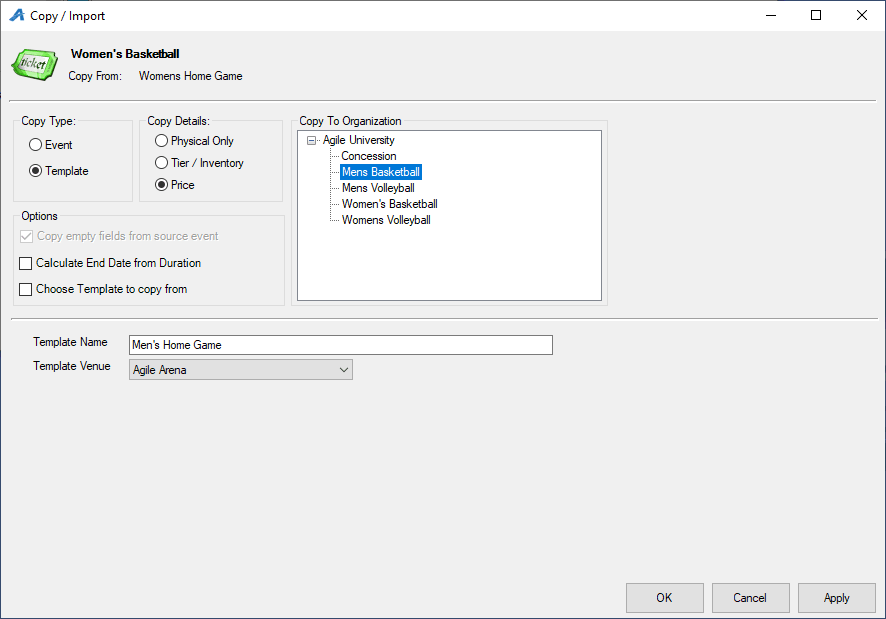 Copy / Import
ticket
Women's Basketball
Copy From: Womens Home Game
Copy Type:
Event
Template
Copy Details:
Physical Only
Tier / Inventory
Price
Options
Copy empty fields from source event
Calculate End Date from Duration
Choose Template to copy from
Copy To Organization
Agile University
Concession
Mens Basketball
Mens Volleyball
Women's Basketball
Womens Volleyball
Template Name Men's Home Game
Template Venue Agile Arena
OK Cancel Apply